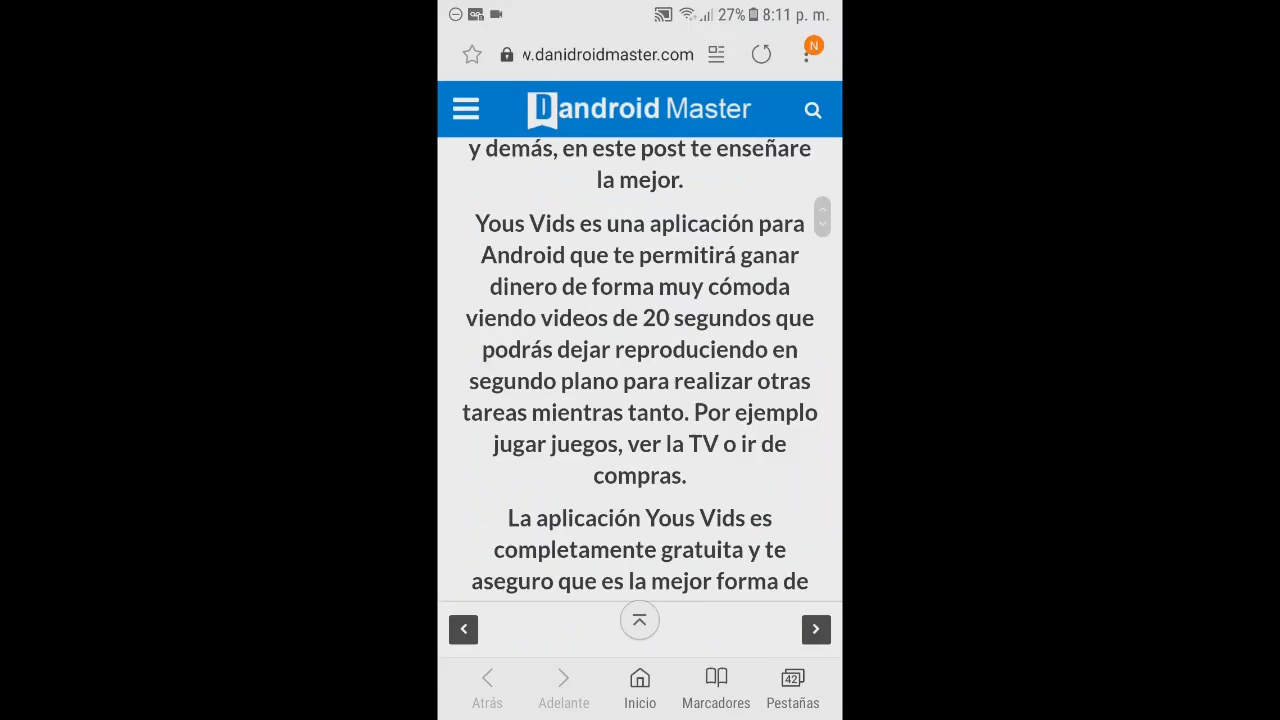 27% 8:11 p. m.
w.danidroidmaster.com
N
Dandroid Master
y demás, en este post te enseñare
la mejor.
Yous Vids es una aplicación para
Android que te permitirá ganar
dinero de forma muy cómoda
viendo videos de 20 segundos que
podrás dejar reproduciendo en
segundo plano para realizar otras
tareas mientras tanto. Por ejemplo
jugar juegos, ver la TV o ir de
compras.
La aplicación Yous Vids es
completamente gratuita y te
aseguro que es la mejor forma de
42
Atrás Adelante Inicio Marcadores Pestañas